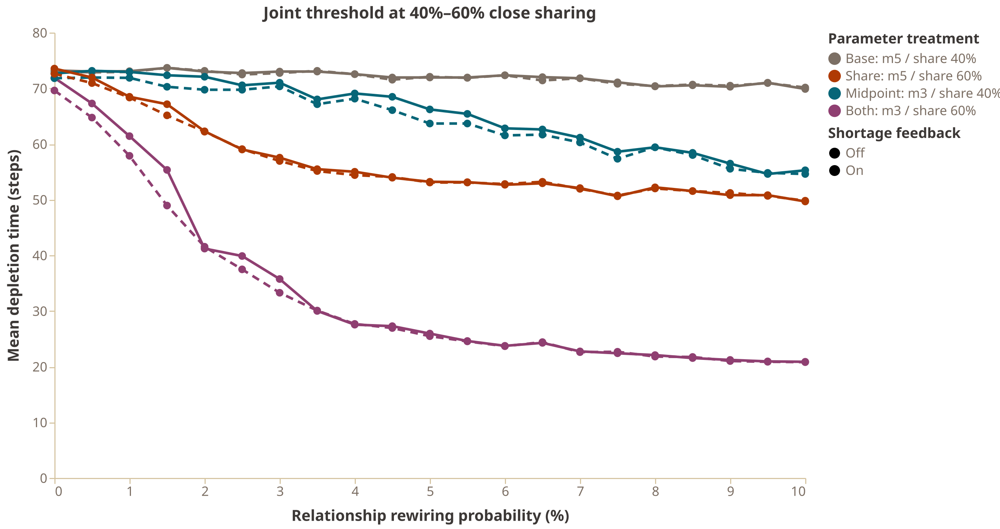 Joint threshold at 40%–60% close sharing
80
70
60
50
40
30
20
10
0
Mean depletion time (steps)
0 1 2 3 4 5 6 7 8 9 10
Relationship rewiring probability (%)
Parameter treatment
Base: m5 / share 40%
Share: m5 / share 60%
Midpoint: m3 / share 40%
Both: m3 / share 60%
Shortage feedback
Off
On